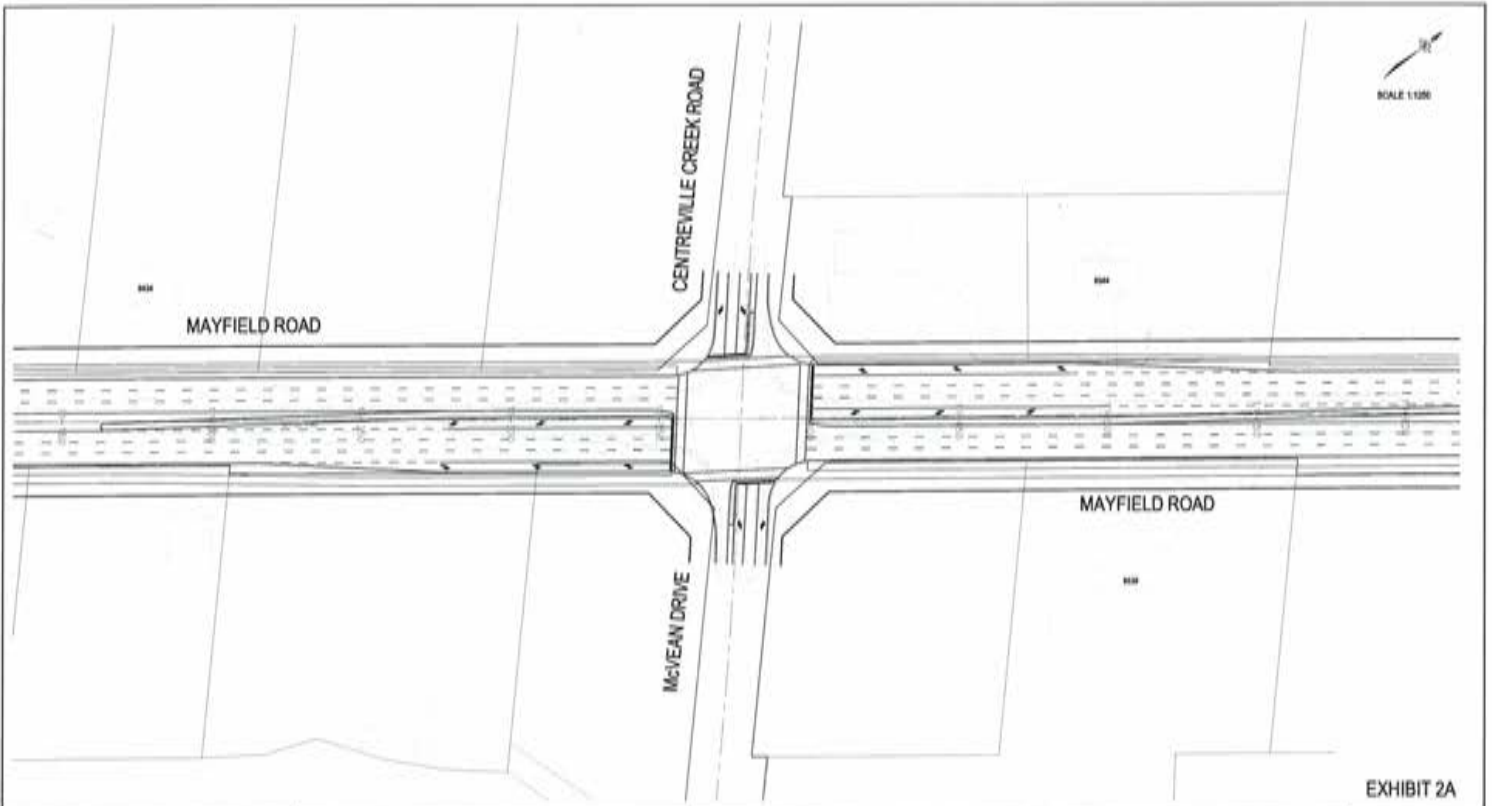 SCALE 1:1250
CENTREVILLE CREEK ROAD
MAYFIELD ROAD
MAYFIELD ROAD
McVEAN DRIVE
EXHIBIT 2A